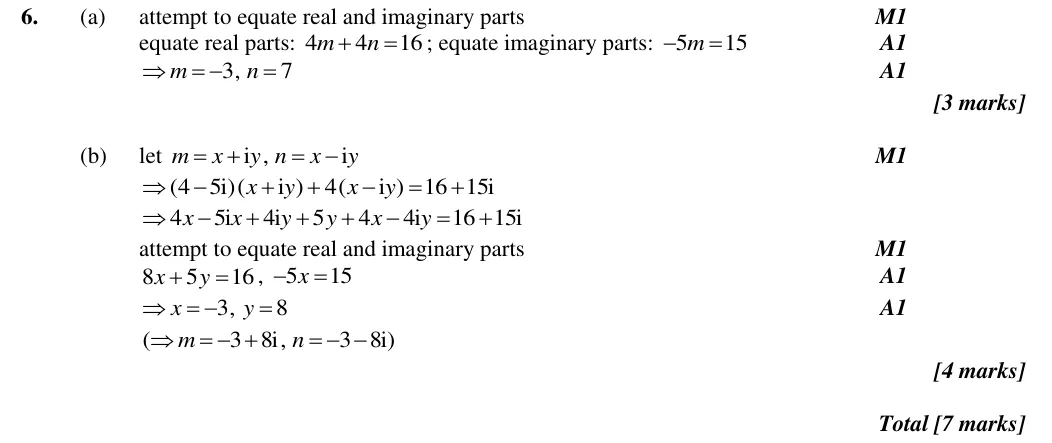 6. (a) attempt to equate real and imaginary parts M1
equate real parts: 4m + 4n = 16; equate imaginary parts: −5m = 15 A1
⇒ m = −3, n = 7 A1
[3 marks]
(b) let m = x + iy, n = x − iy M1
⇒ (4 − 5i)(x + iy) + 4(x − iy) = 16 + 15i
⇒ 4x − 5ix + 4iy + 5y + 4x − 4iy = 16 + 15i
attempt to equate real and imaginary parts M1
8x + 5y = 16, −5x = 15 A1
⇒ x = −3, y = 8 A1
(⇒ m = −3 + 8i, n = −3 − 8i)
[4 marks]
Total [7 marks]